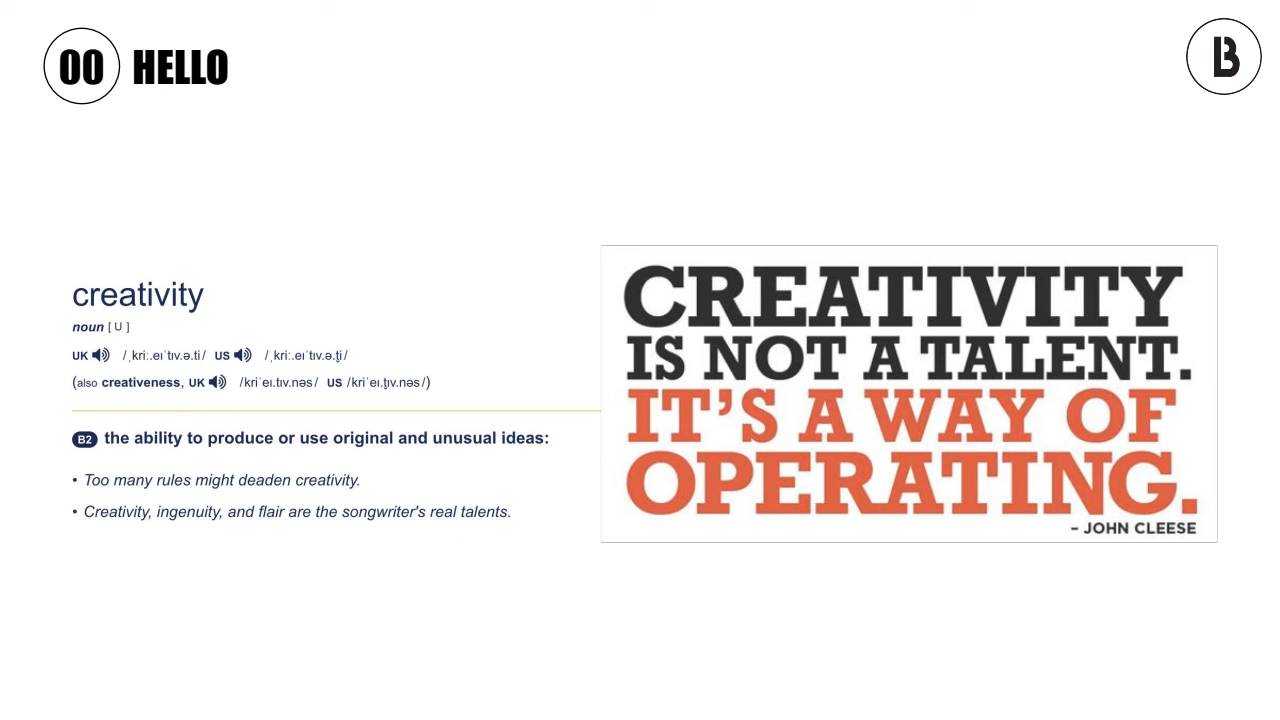 00 HELLO
B
creativity
noun [ U ]
UK /ˌkriː.eɪˈtɪv.ə.ti/ US /ˌkriː.eɪˈtɪv.ə.t̬i/
(also creativeness, UK /kriˈeɪ.tɪv.nəs/ US /kriˈeɪ.t̬ɪv.nəs/)
B2 the ability to produce or use original and unusual ideas:
• Too many rules might deaden creativity.
• Creativity, ingenuity, and flair are the songwriter's real talents.
CREATIVITY
IS NOT A TALENT.
IT'S A WAY OF
OPERATING.
– JOHN CLEESE